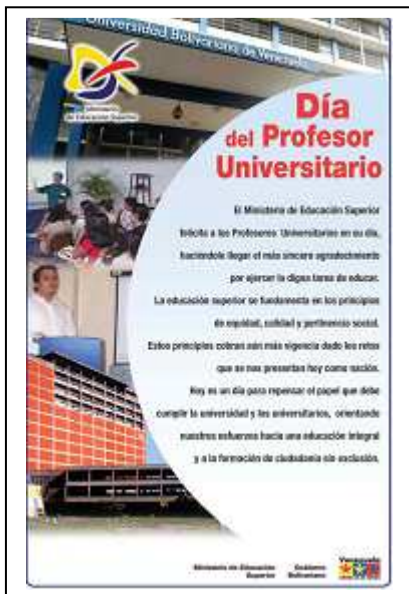 Universidad Bolivariana de Venezuela
Ministerio
de Educación Superior
Día
del Profesor
Universitario
El Ministerio de Educación Superior
felicita a los Profesores Universitarios en su día,
haciéndole llegar el más sincero agradecimiento
por ejercer la digna tarea de educar.
La educación superior se fundamenta en los principios
de equidad, calidad y pertinencia social.
Estos principios cobran aún más vigencia dado los retos
que se nos presentan hoy como nación.
Hoy es un día para repensar el papel que debe
cumplir la universidad y los universitarios, orientando
nuestros esfuerzos hacia una educación integral
y a la formación de ciudadanía sin exclusión.
Ministerio de Educación
Superior
Gobierno
Bolivariano
Venezuela